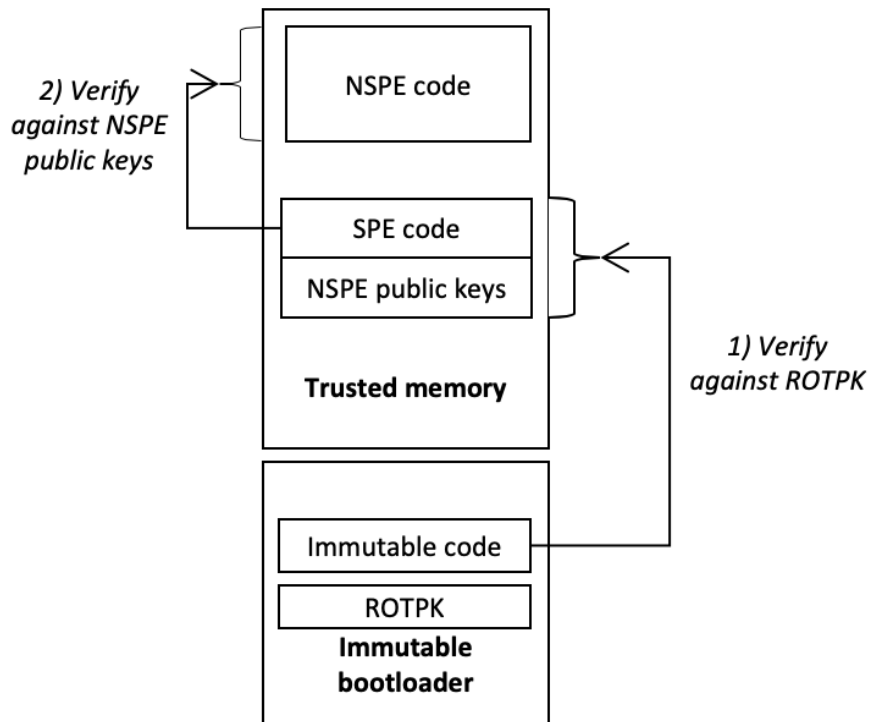 NSPE code
2) Verify
against NSPE
public keys
SPE code
NSPE public keys
1) Verify
against ROTPK
Trusted memory
Immutable code
ROTPK
Immutable
bootloader